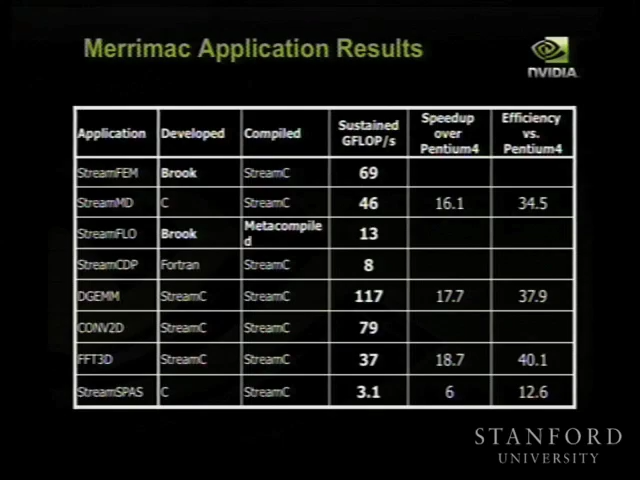 Merrimac Application Results
NVIDIA
Application Developed Compiled Sustained GFLOP/s Speedup over Pentium4 Efficiency vs. Pentium4
StreamFEM Brook StreamC 69
StreamMD C StreamC 46 16.1 34.5
StreamFLO Brook Metacompiled 13
StreamCDP Fortran StreamC 8
DGEMM StreamC StreamC 117 17.7 37.9
CONV2D StreamC StreamC 79
FFT3D StreamC StreamC 37 18.7 40.1
StreamSPAS C StreamC 3.1 6 12.6
STANFORD
UNIVERSITY